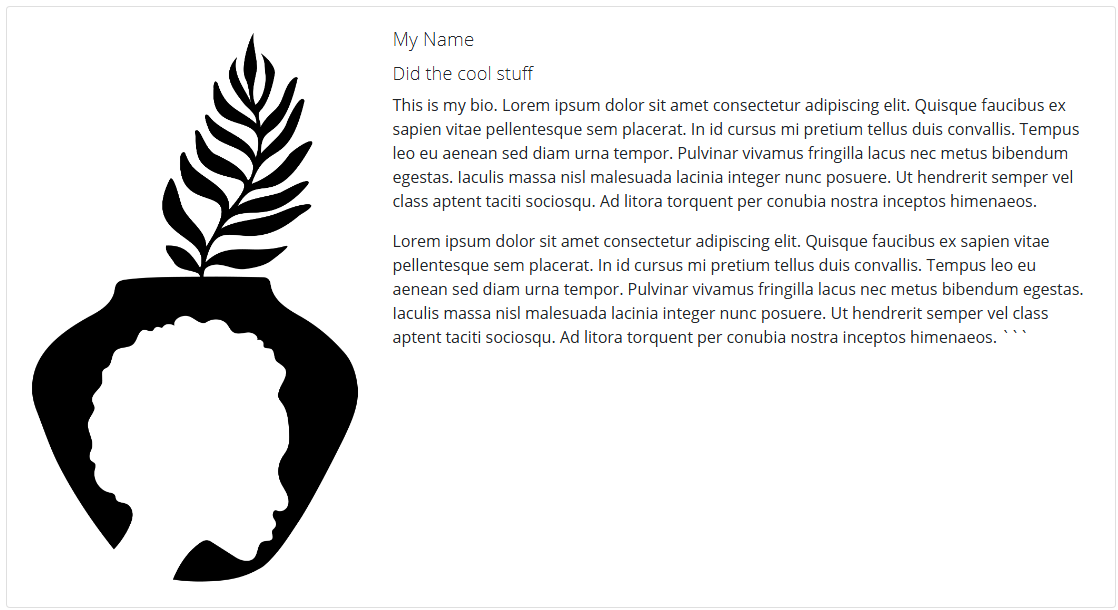 My Name
Did the cool stuff
This is my bio. Lorem ipsum dolor sit amet consectetur adipiscing elit. Quisque faucibus ex
sapien vitae pellentesque sem placerat. In id cursus mi pretium tellus duis convallis. Tempus
leo eu aenean sed diam urna tempor. Pulvinar vivamus fringilla lacus nec metus bibendum
egestas. Iaculis massa nisl malesuada lacinia integer nunc posuere. Ut hendrerit semper vel
class aptent taciti sociosqu. Ad litora torquent per conubia nostra inceptos himenaeos.
Lorem ipsum dolor sit amet consectetur adipiscing elit. Quisque faucibus ex sapien vitae
pellentesque sem placerat. In id cursus mi pretium tellus duis convallis. Tempus leo eu
aenean sed diam urna tempor. Pulvinar vivamus fringilla lacus nec metus bibendum egestas.
Iaculis massa nisl malesuada lacinia integer nunc posuere. Ut hendrerit semper vel class
aptent taciti sociosqu. Ad litora torquent per conubia nostra inceptos himenaeos. ```